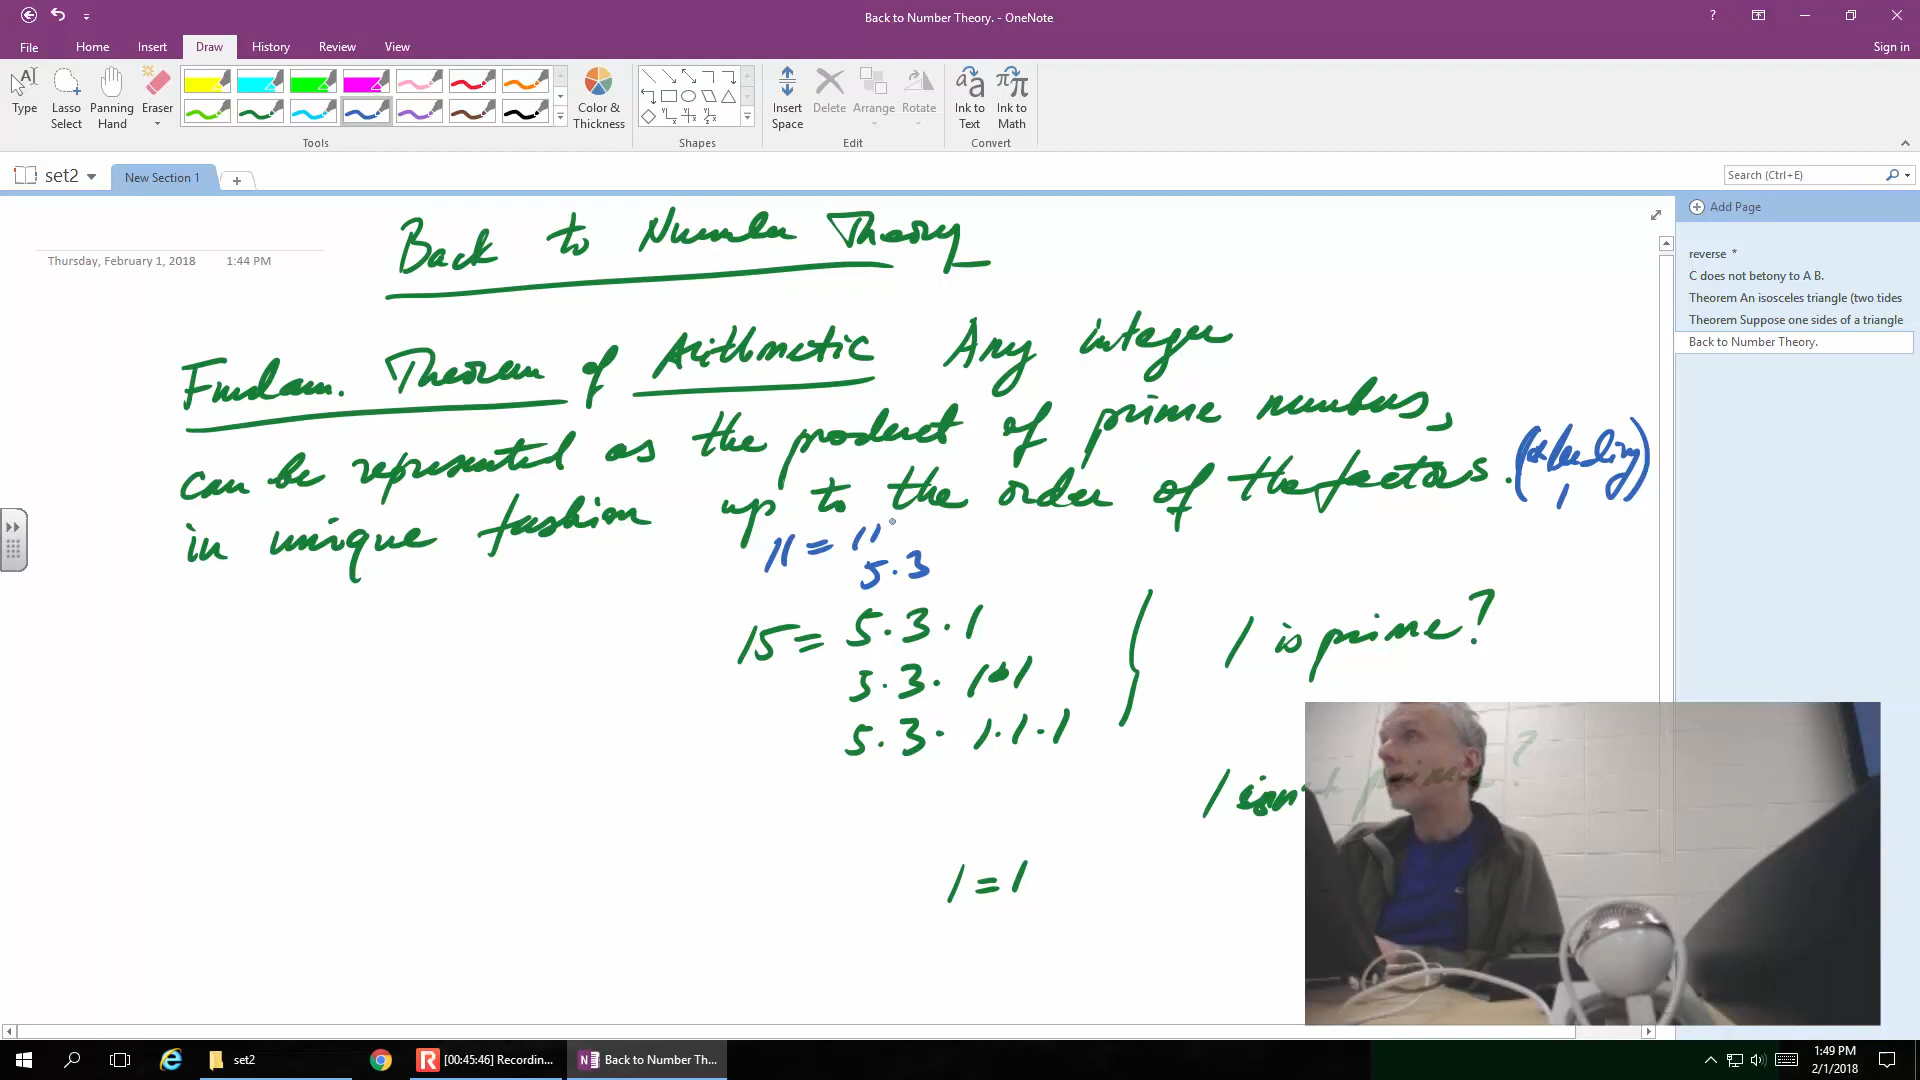 Back to Number Theory. - OneNote
?
File
Home
Insert
Draw
History
Review
View
Sign in
Type
Lasso Select
Panning Hand
Eraser
Color & Thickness
Insert Space
Delete
Arrange
Rotate
Ink to Text
Ink to Math
Tools
Shapes
Edit
Convert
set2
New Section 1
Search (Ctrl+E)
Add Page
reverse *
C does not betony to A B.
Theorem An isosceles triangle (two tides
Theorem Suppose one sides of a triangle
Back to Number Theory.
Thursday, February 1, 2018 1:44 PM
Back to Number Theory
Fundam. Theorem of Arithmetic Any integer
can be represented as the product of prime numbers,
in unique fashion up to the order of the factors. (excluding 1)
11 = 11
5·3
15 = 5·3·1
5·3·1·1
5·3·1·1·1
1 is prime?
1 isn't prime?
1 = 1
set2
[00:45:46] Recordin...
Back to Number Th...
1:49 PM
2/1/2018